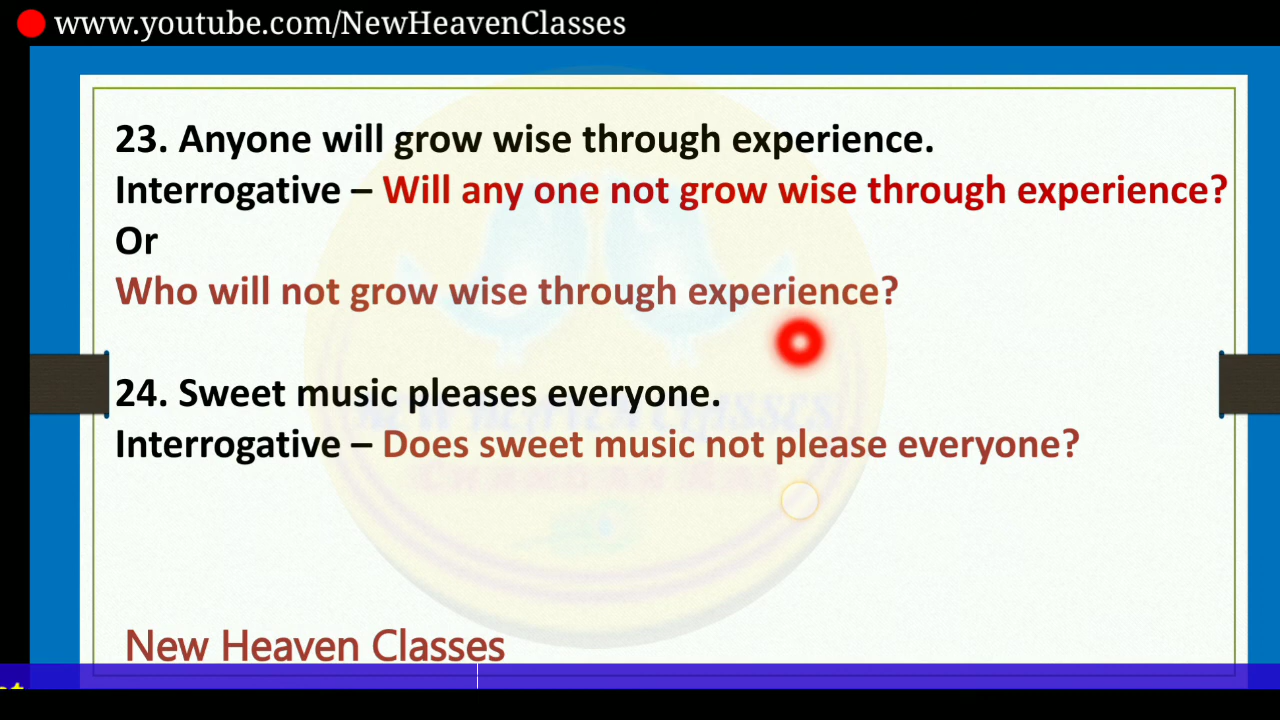 www.youtube.com/NewHeavenClasses
23. Anyone will grow wise through experience.
Interrogative – Will any one not grow wise through experience?
Or
Who will not grow wise through experience?
24. Sweet music pleases everyone.
Interrogative – Does sweet music not please everyone?
New Heaven Classes